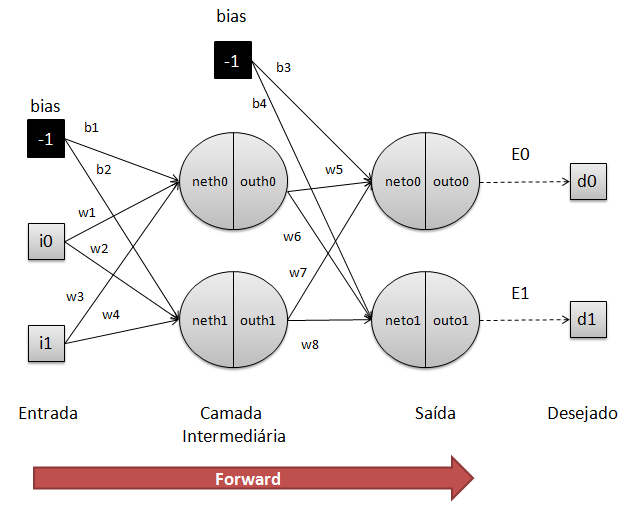 bias
-1
b3
b4
bias
-1
b1
b2
neth0 outh0
w5
neto0 outo0
E0
d0
w1
i0
w2
w6
w7
w3
w4
i1
neth1 outh1
w8
neto1 outo1
E1
d1
Entrada
Camada
Intermediária
Saída
Desejado
Forward